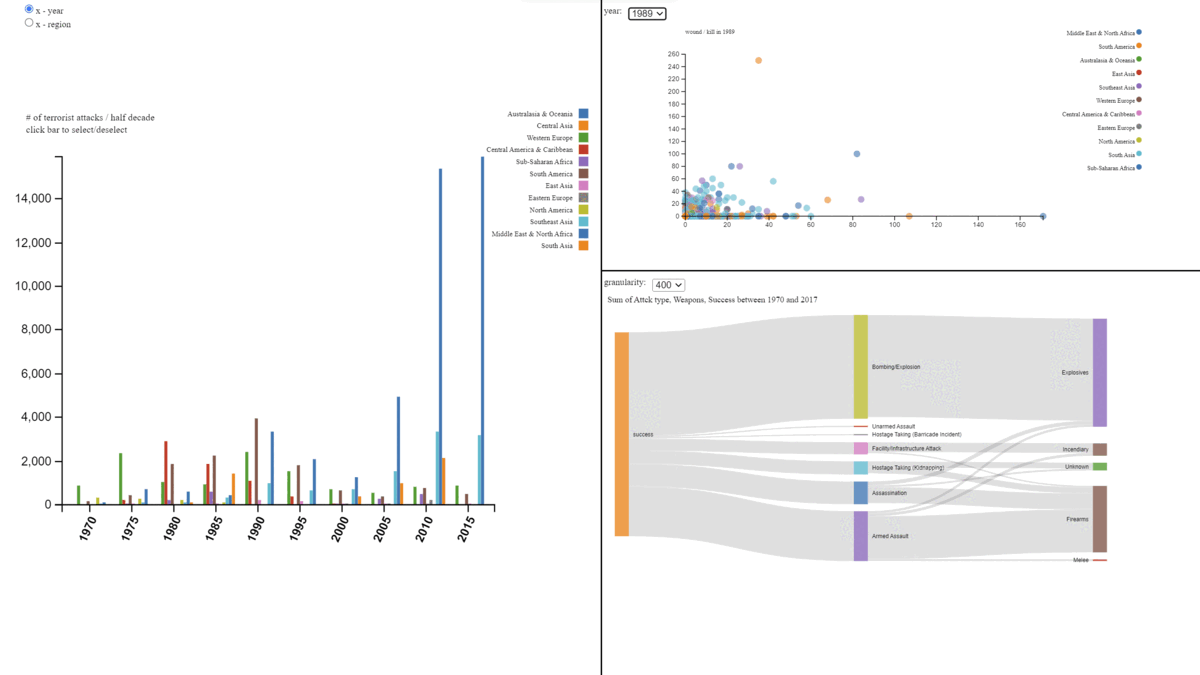 x - year
x - region
# of terrorist attacks / half decade
click bar to select/deselect
Australasia & Oceania
Central Asia
Western Europe
Central America & Caribbean
Sub-Saharan Africa
South America
East Asia
Eastern Europe
North America
Southeast Asia
Middle East & North Africa
South Asia
14,000
12,000
10,000
8,000
6,000
4,000
2,000
0
1970
1975
1980
1985
1990
1995
2000
2005
2010
2015
year:
1989
wound / kill in 1989
Middle East & North Africa
South America
Australasia & Oceania
East Asia
Southeast Asia
Western Europe
Central America & Caribbean
Eastern Europe
North America
South Asia
Sub-Saharan Africa
260
240
220
200
180
160
140
120
100
80
60
40
20
0
0
20
40
60
80
100
120
140
160
granularity:
400
Sum of Attck type, Weapons, Success between 1970 and 2017
success
Bombing/Explosion
Unarmed Assault
Hostage Taking (Barricade Incident)
Facility/Infrastructure Attack
Hostage Taking (Kidnapping)
Assassination
Armed Assault
Explosives
Incendiary
Unknown
Firearms
Melee